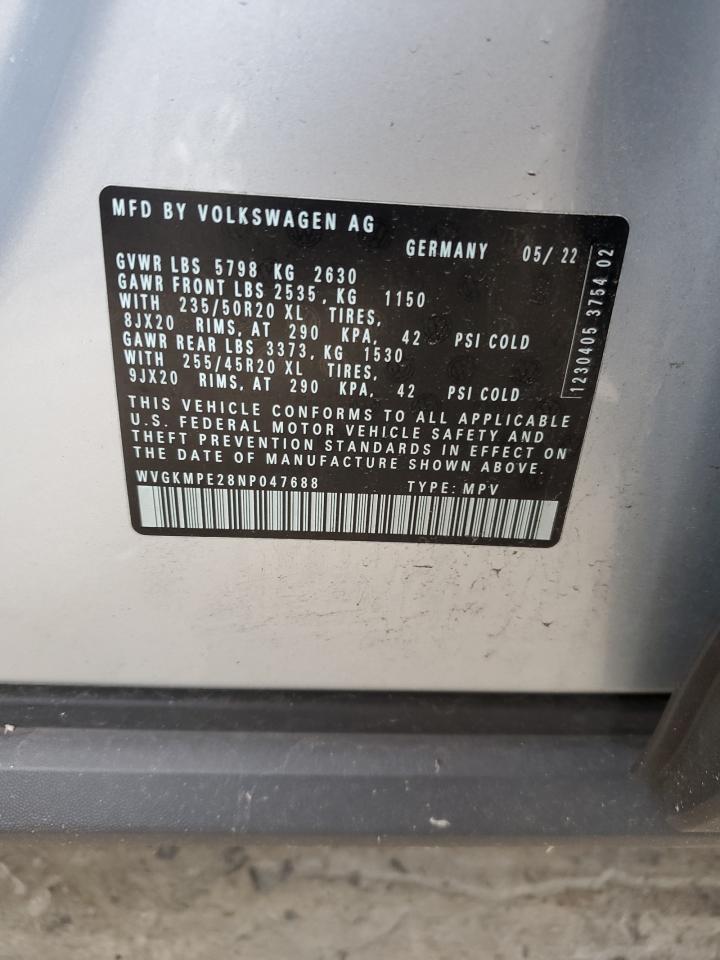 MFD BY VOLKSWAGEN AG
GERMANY 05/ 22
GVWR LBS 5798 KG 2630
GAWR FRONT LBS 2535, KG 1150
WITH 235/50R20 XL TIRES,
8JX20 RIMS, AT 290 KPA, 42 PSI COLD
GAWR REAR LBS 3373, KG 1530
WITH 255/45R20 XL TIRES,
9JX20 RIMS, AT 290 KPA, 42 PSI COLD
THIS VEHICLE CONFORMS TO ALL APPLICABLE
U.S. FEDERAL MOTOR VEHICLE SAFETY AND
THEFT PREVENTION STANDARDS IN EFFECT ON
THE DATE OF MANUFACTURE SHOWN ABOVE.
WVGKMPE28NP047688 TYPE: MPV
1230405 3754 02